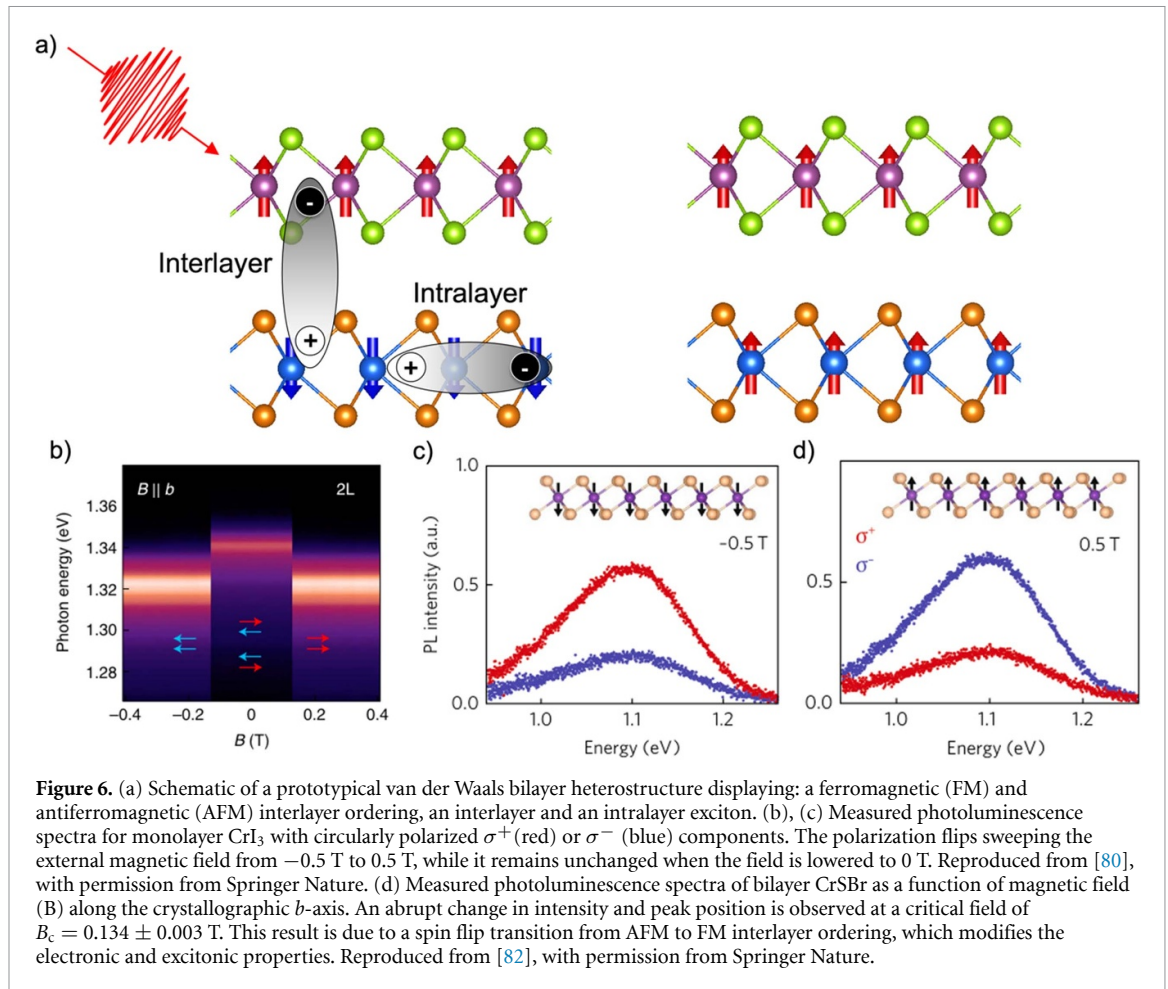 a)
-
Interlayer
+
Intralayer
+
-
b)
B || b
2L
1.36
1.34
1.32
1.30
1.28
Photon energy (eV)
−0.4
−0.2
0
0.2
0.4
B (T)
c)
1.0
0.5
0.0
PL intensity (a.u.)
-0.5 T
1.0
1.1
1.2
Energy (eV)
d)
σ+
σ−
0.5 T
0.5
0.0
1.0
1.1
1.2
Energy (eV)
Figure 6. (a) Schematic of a prototypical van der Waals bilayer heterostructure displaying: a ferromagnetic (FM) and
antiferromagnetic (AFM) interlayer ordering, an interlayer and an intralayer exciton. (b), (c) Measured photoluminescence
spectra for monolayer CrI₃ with circularly polarized σ⁺(red) or σ⁻ (blue) components. The polarization flips sweeping the
external magnetic field from −0.5 T to 0.5 T, while it remains unchanged when the field is lowered to 0 T. Reproduced from [80],
with permission from Springer Nature. (d) Measured photoluminescence spectra of bilayer CrSBr as a function of magnetic field
(B) along the crystallographic b-axis. An abrupt change in intensity and peak position is observed at a critical field of
B_c = 0.134 ± 0.003 T. This result is due to a spin flip transition from AFM to FM interlayer ordering, which modifies the
electronic and excitonic properties. Reproduced from [82], with permission from Springer Nature.